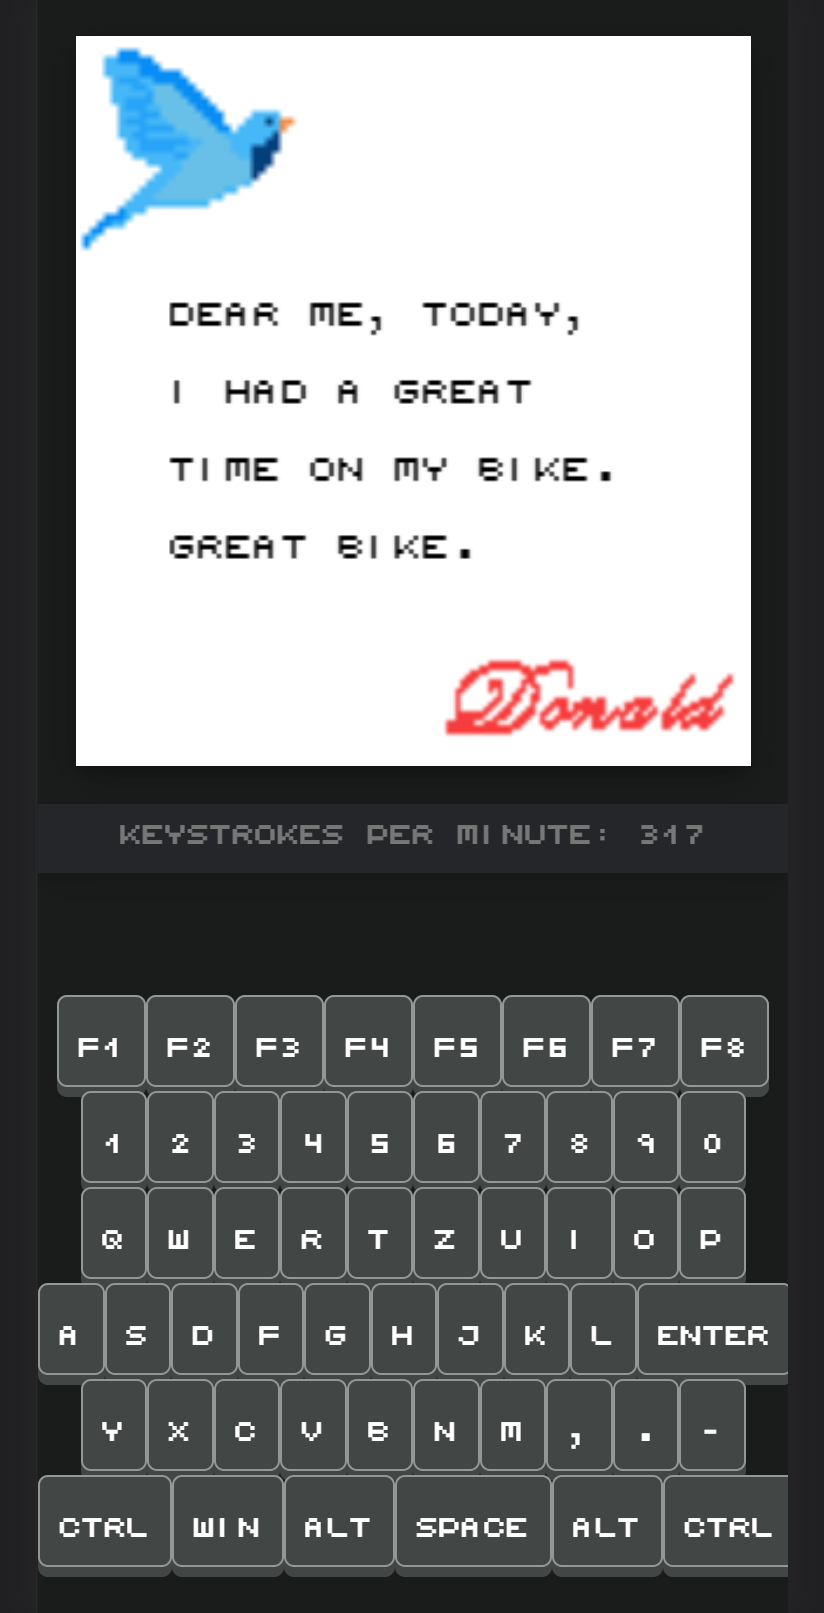 DEAR ME, TODAY,
I HAD A GREAT
TIME ON MY BIKE.
GREAT BIKE.
Donald
KEYSTROKES PER MINUTE: 317
F1 F2 F3 F4 F5 F6 F7 F8
1 2 3 4 5 6 7 8 9 0
Q W E R T Z U I O P
A S D F G H J K L ENTER
Y X C V B N M , . -
CTRL WIN ALT SPACE ALT CTRL